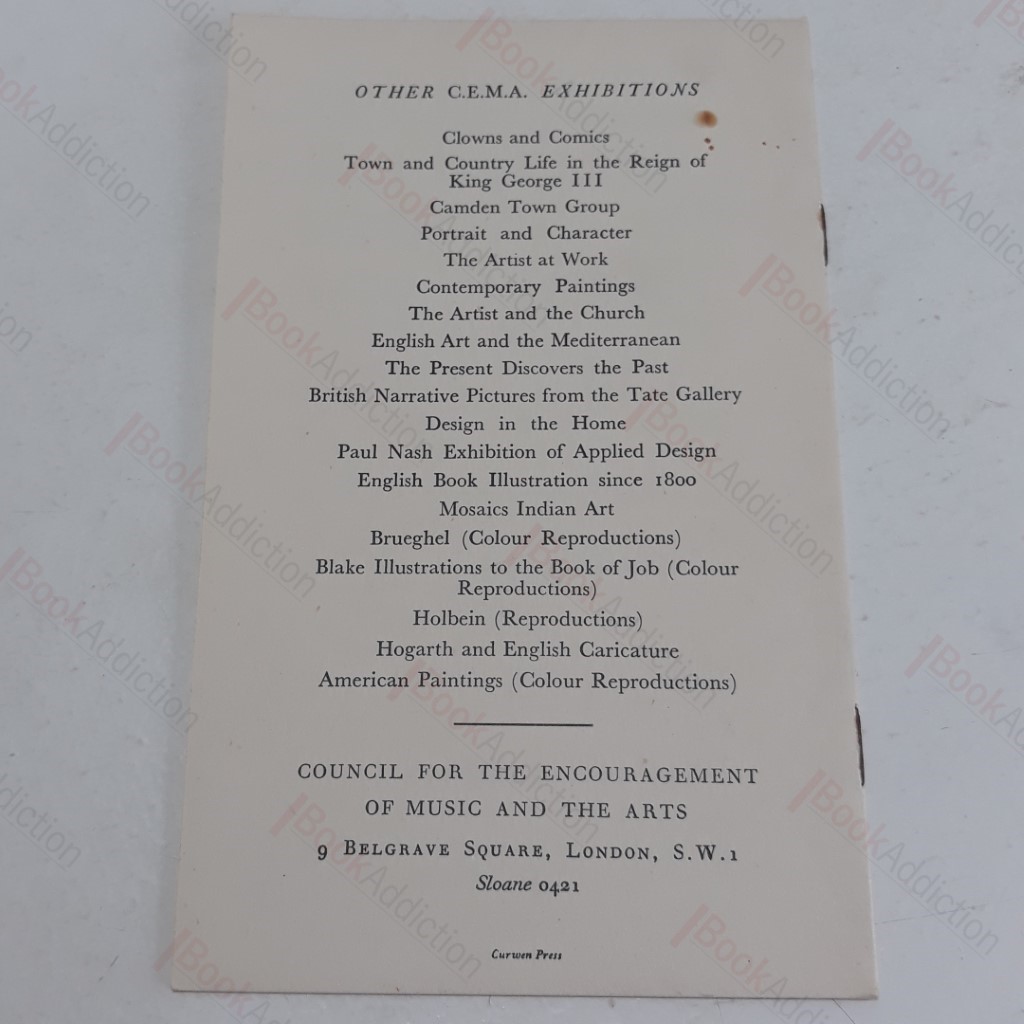 OTHER C.E.M.A. EXHIBITIONS
Clowns and Comics
Town and Country Life in the Reign of
King George III
Camden Town Group
Portrait and Character
The Artist at Work
Contemporary Paintings
The Artist and the Church
English Art and the Mediterranean
The Present Discovers the Past
British Narrative Pictures from the Tate Gallery
Design in the Home
Paul Nash Exhibition of Applied Design
English Book Illustration since 1800
Mosaics Indian Art
Brueghel (Colour Reproductions)
Blake Illustrations to the Book of Job (Colour
Reproductions)
Holbein (Reproductions)
Hogarth and English Caricature
American Paintings (Colour Reproductions)
COUNCIL FOR THE ENCOURAGEMENT
OF MUSIC AND THE ARTS
9 BELGRAVE SQUARE, LONDON, S.W.1
Sloane 0421
Curwen Press
BookAddiction